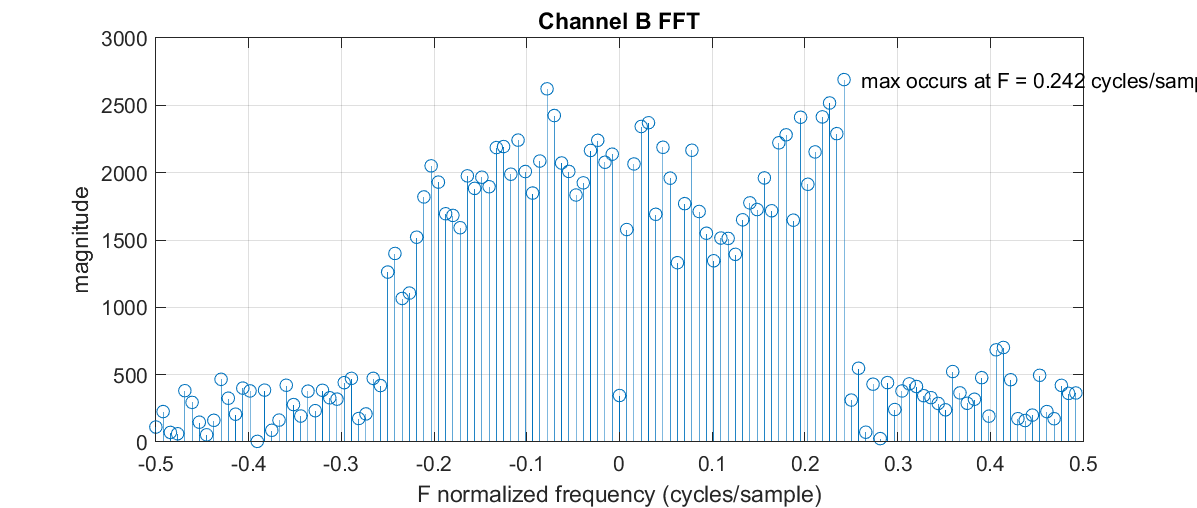 Channel B FFT
3000
2500
2000
1500
1000
500
0
magnitude
max occurs at F = 0.242 cycles/samp
-0.5 -0.4 -0.3 -0.2 -0.1 0 0.1 0.2 0.3 0.4 0.5
F normalized frequency (cycles/sample)